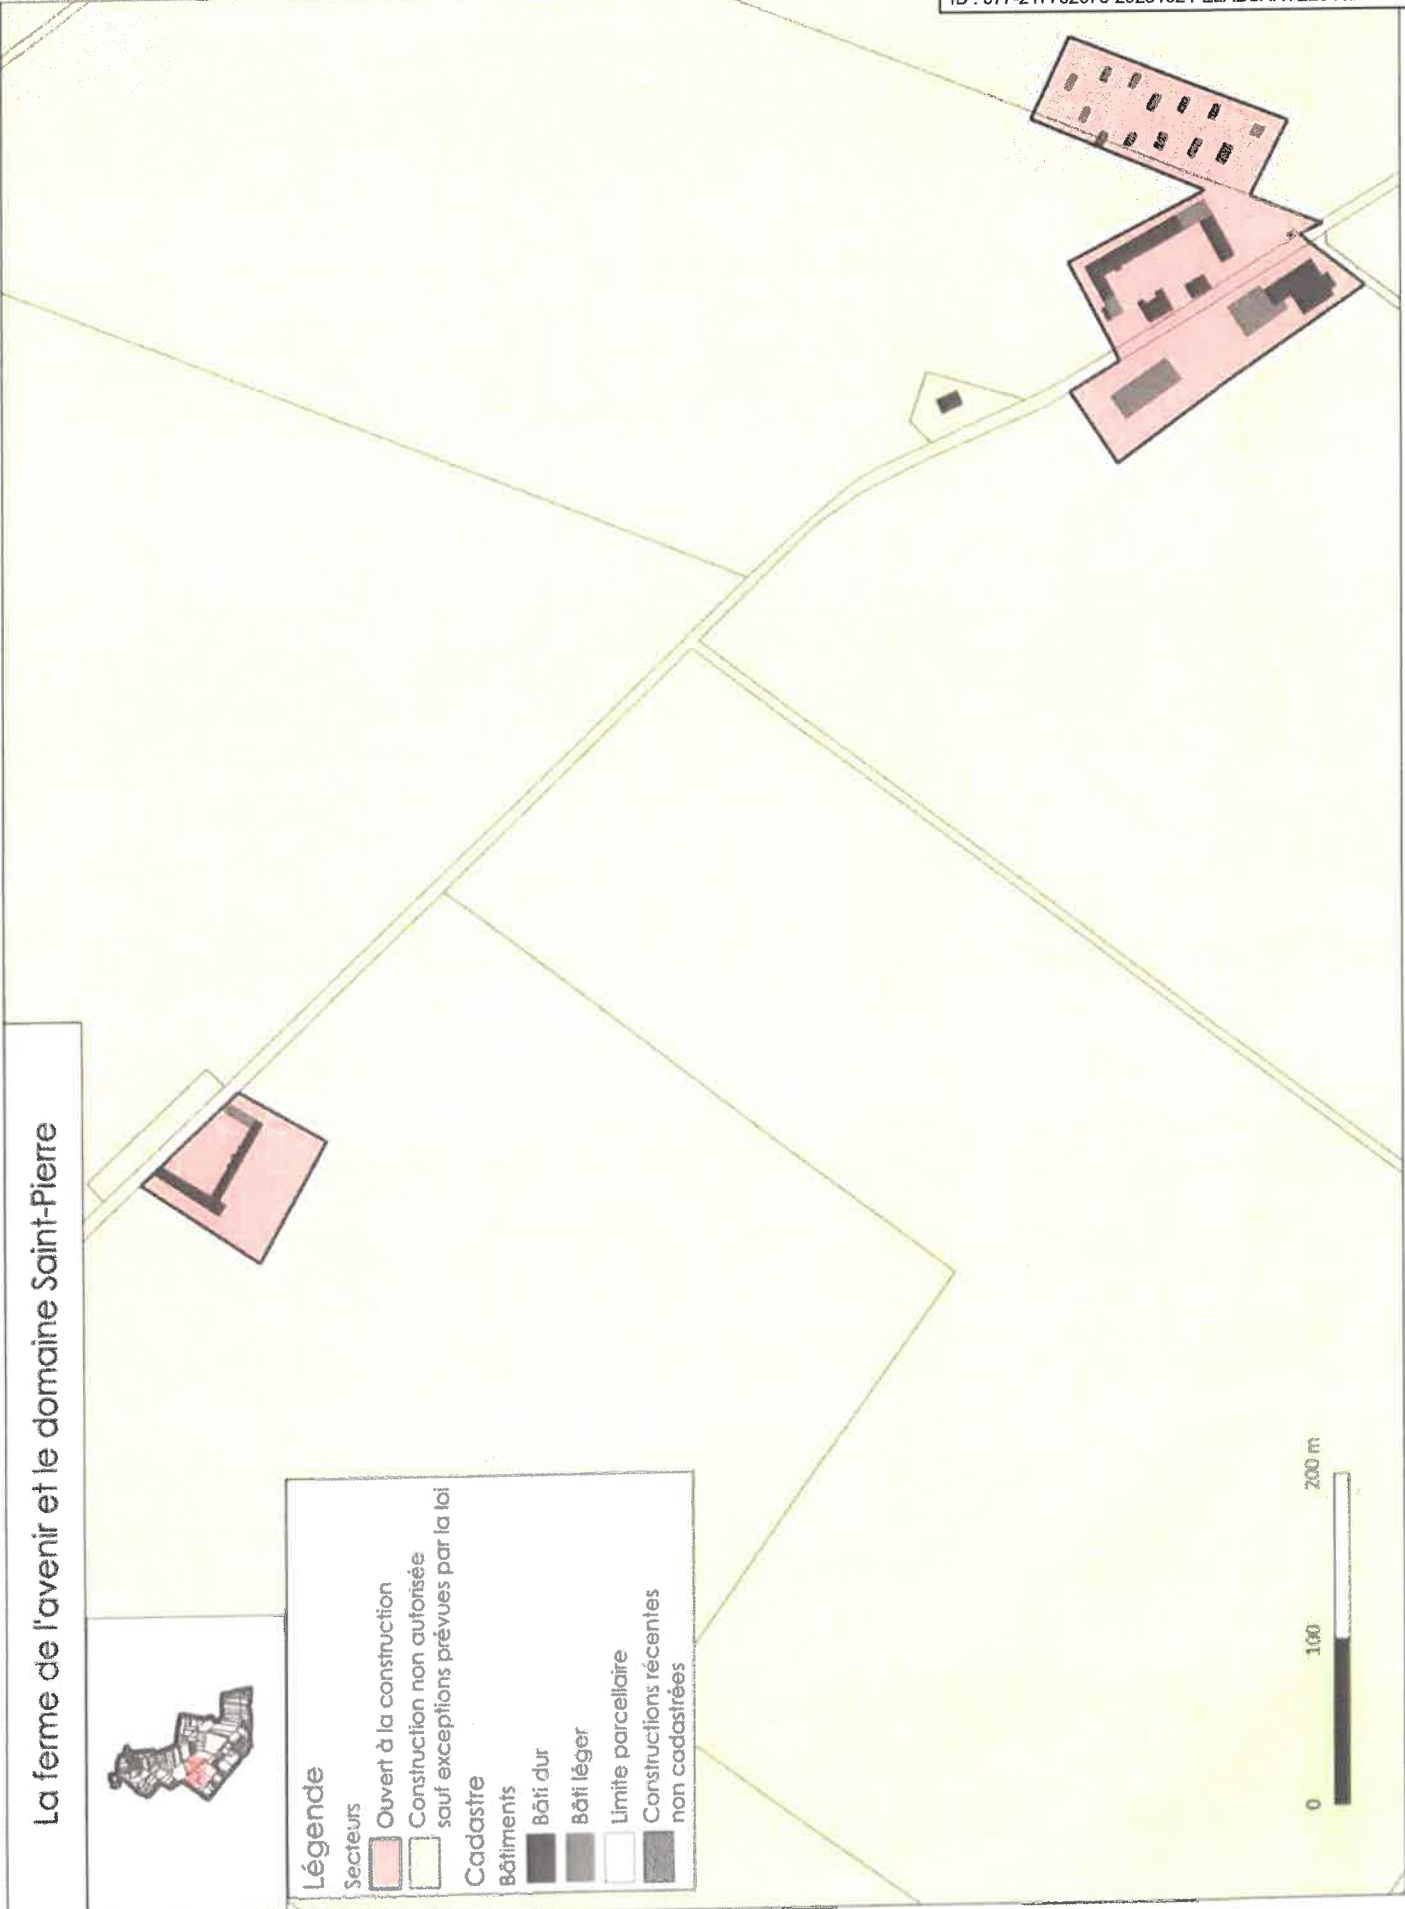 La ferme de l'avenir et le domaine Saint-Pierre
Légende
Secteurs
Ouvert à la construction
Construction non autorisée
sauf exceptions prévues par la loi
Cadastre
Bâtiments
Bâti dur
Bâti léger
Limite parcellaire
Constructions récentes
non cadastrées
0 100 200 m